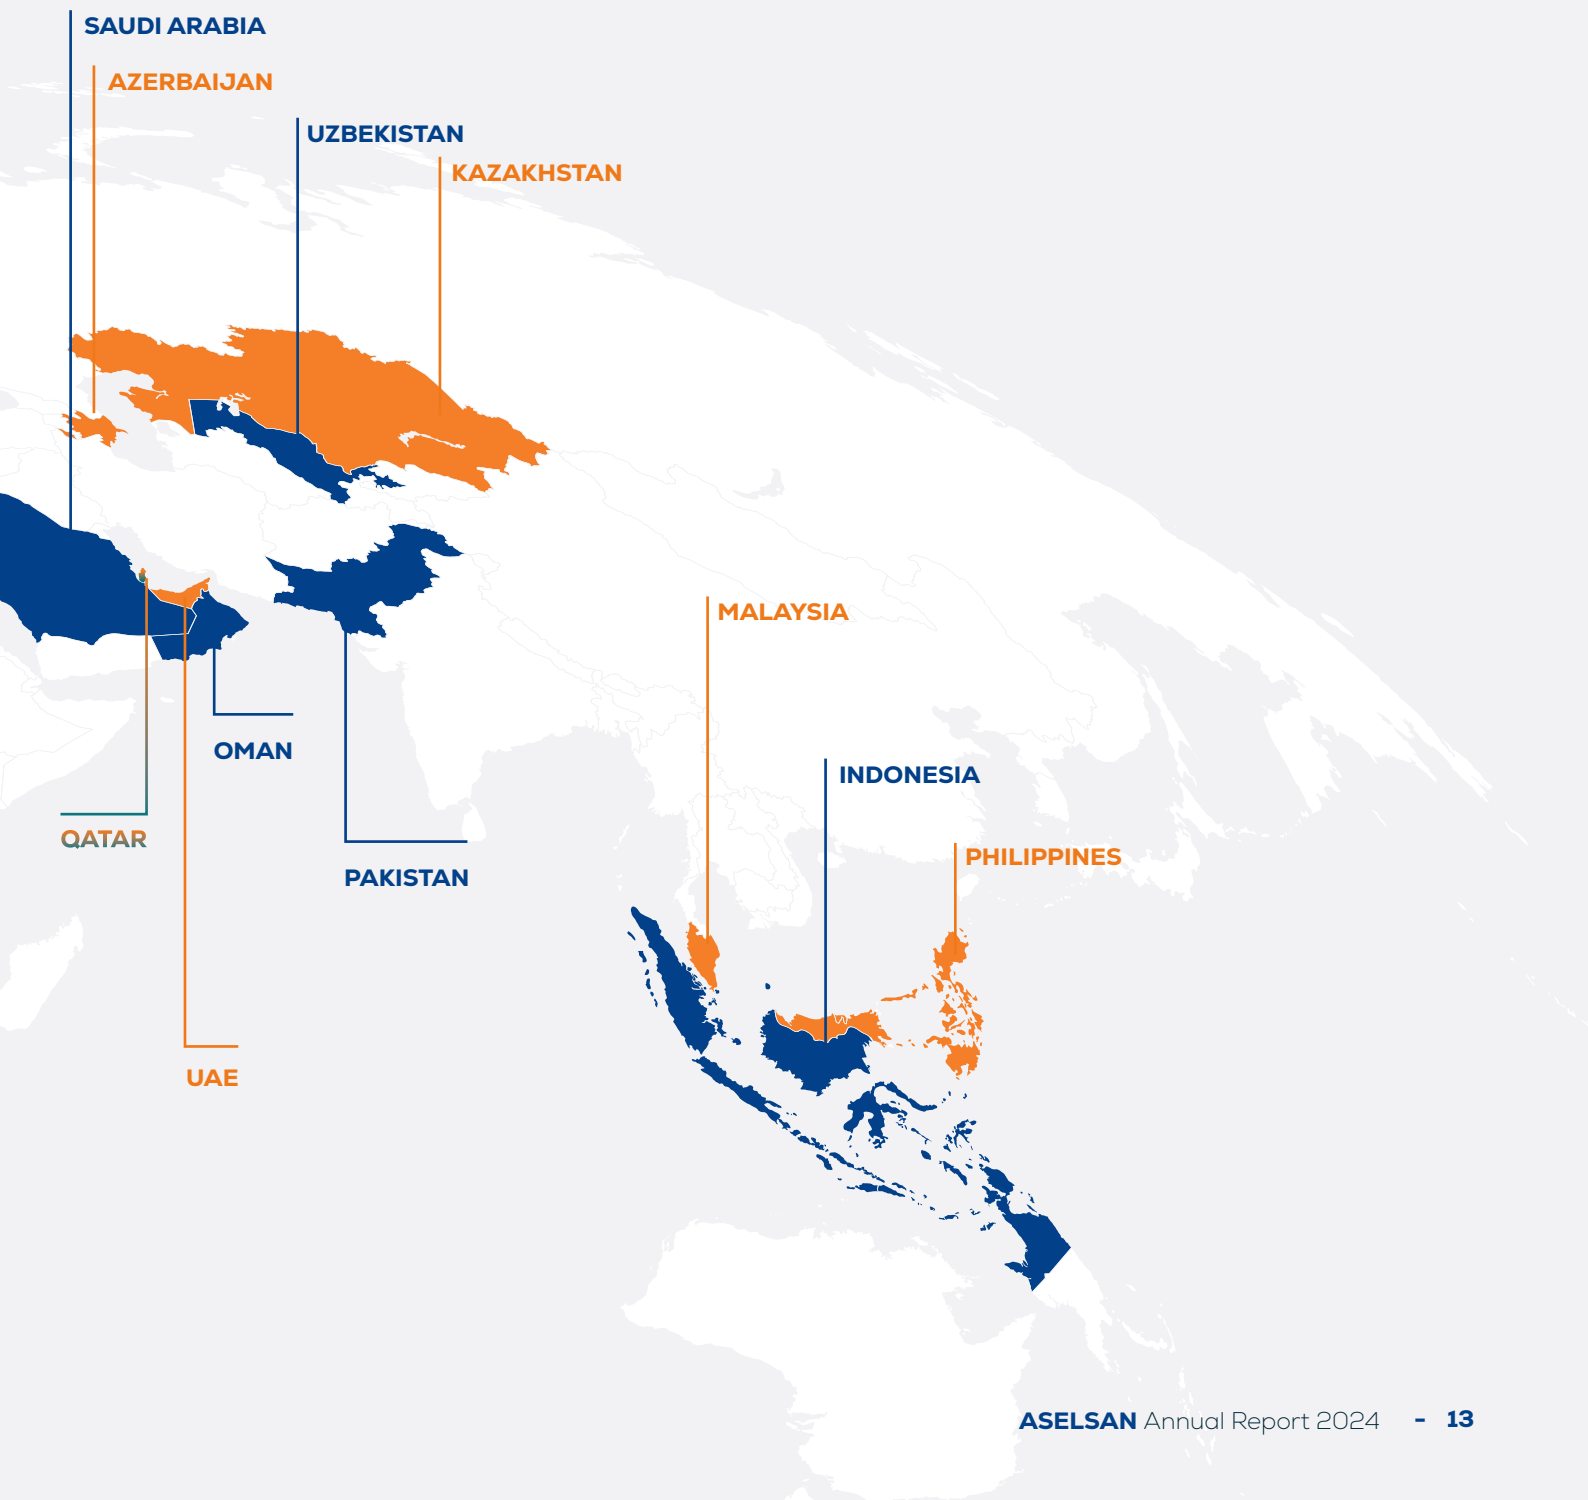 SAUDI ARABIA
AZERBAIJAN
UZBEKISTAN
KAZAKHSTAN
MALAYSIA
OMAN
INDONESIA
QATAR
PHILIPPINES
PAKISTAN
UAE
ASELSAN Annual Report 2024 - 13